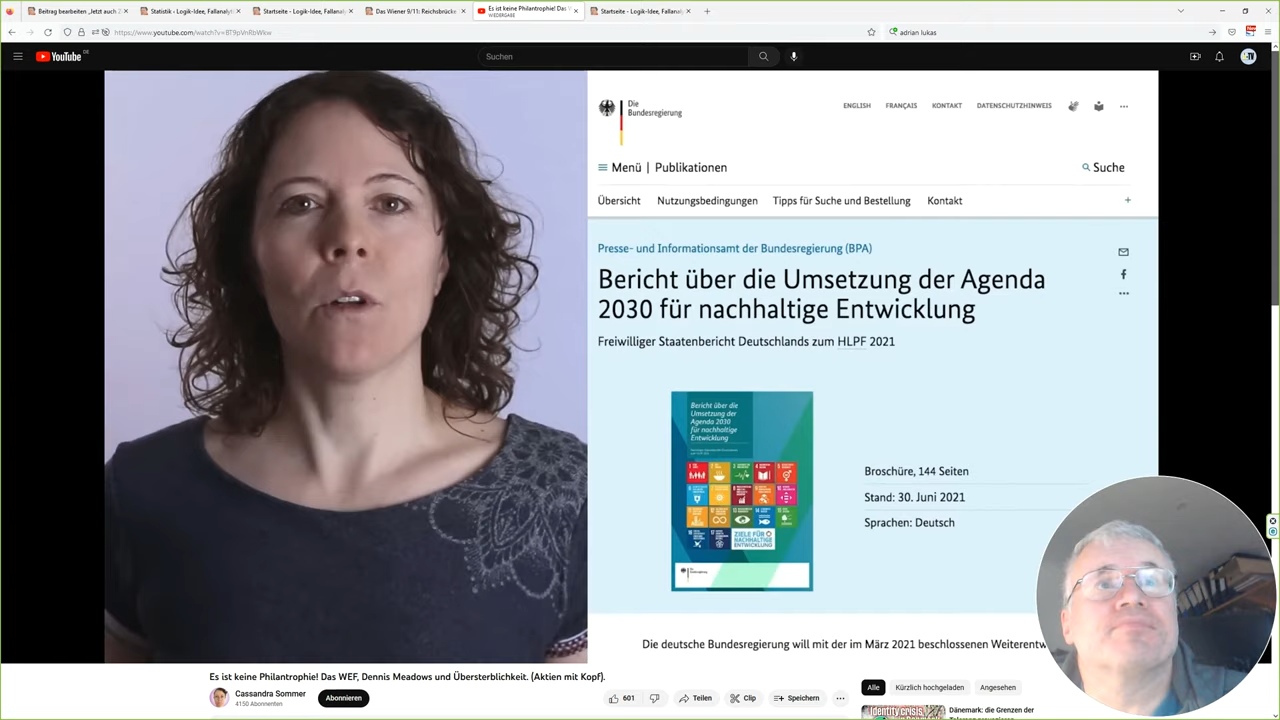 Beitrag bearbeiten „Jetzt auch Z
Statistik ‹ Logik-Idee, Fallanalyt
Startseite - Logik-Idee, Fallanaly
Das Wiener 9/11: Reichsbrücke
Es ist keine Philanthropie! Das W
WIEDERGABE
Startseite - Logik-Idee, Fallanaly
https://www.youtube.com/watch?v=
adrian lukas
YouTube DE
Suchen
Die
Bundesregierung
ENGLISH FRANÇAIS KONTAKT DATENSCHUTZHINWEIS
Menü | Publikationen
Suche
Übersicht Nutzungsbedingungen Tipps für Suche und Bestellung Kontakt
Presse- und Informationsamt der Bundesregierung (BPA)
Bericht über die Umsetzung der Agenda
2030 für nachhaltige Entwicklung
Freiwilliger Staatenbericht Deutschlands zum HLPF 2021
Bericht über die
Umsetzung der
Agenda 2030
für nachhaltige
Entwicklung
ZIELE FÜR
NACHHALTIGE
ENTWICKLUNG
Broschüre, 144 Seiten
Stand: 30. Juni 2021
Sprachen: Deutsch
Die deutsche Bundesregierung will mit der im März 2021 beschlossenen Weiterentw
Es ist keine Philanthropie! Das WEF, Dennis Meadows und Übersterblichkeit. (Aktien mit Kopf).
Cassandra Sommer
4150 Abonnenten
Abonnieren
601
Teilen
Clip
Speichern
Alle
Kürzlich hochgeladen
Angesehen
Identity crisis
Dänemark: die Grenzen der